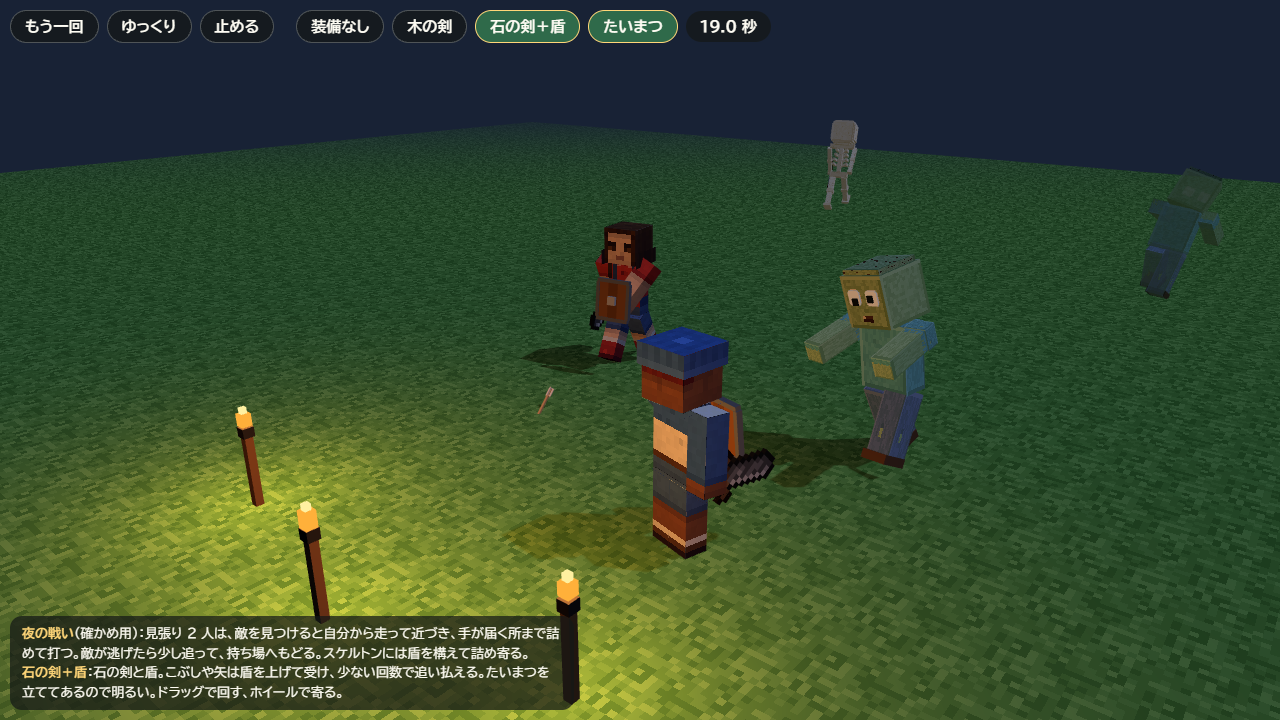 もう一回 ゆっくり 止める 装備なし 木の剣 石の剣＋盾 たいまつ 19.0 秒
夜の戦い（確かめ用）：見張り 2 人は、敵を見つけると自分から走って近づき、手が届く所まで詰
めて打つ。敵が逃げたら少し追って、持ち場へもどる。スケルトンには盾を構えて詰め寄る。
石の剣＋盾：石の剣と盾。こぶしや矢は盾を上げて受け、少ない回数で追い払える。たいまつを
立ててあるので明るい。ドラッグで回す、ホイールで寄る。